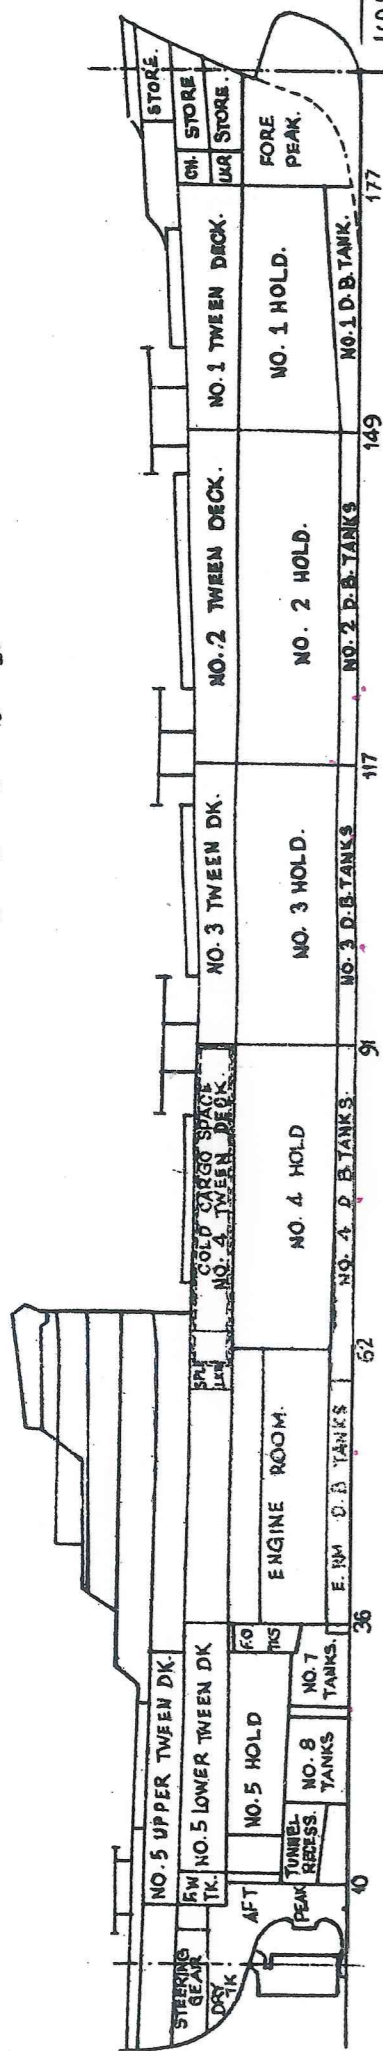 STORE.
CH.
LKR
STORE
STORE
FORE
PEAK.
NO. 1 TWEEN DECK.
NO. 1 HOLD.
NO. 1 D.B. TANK.
NO. 2 TWEEN DECK.
NO. 2 HOLD.
NO. 2 D.B. TANKS
NO. 3 TWEEN DK.
NO. 3 HOLD.
NO. 3 D.B. TANKS
COLD CARGO SPACE
NO. 4 TWEEN DECK.
NO. 4 HOLD
NO. 4 D B TANKS.
SPL
LKR
ENGINE ROOM.
E. RM D.B TANKS
NO. 5 UPPER TWEEN DK.
NO. 5 LOWER TWEEN DK
F.O
TKS
NO. 5 HOLD
NO. 7
TANKS.
NO. 8
TANKS
TUNNEL
RECESS.
F.W
TK.
STEERING
GEAR
DRY
TK
AFT
PEAK
10
36
62
91
117
149
177